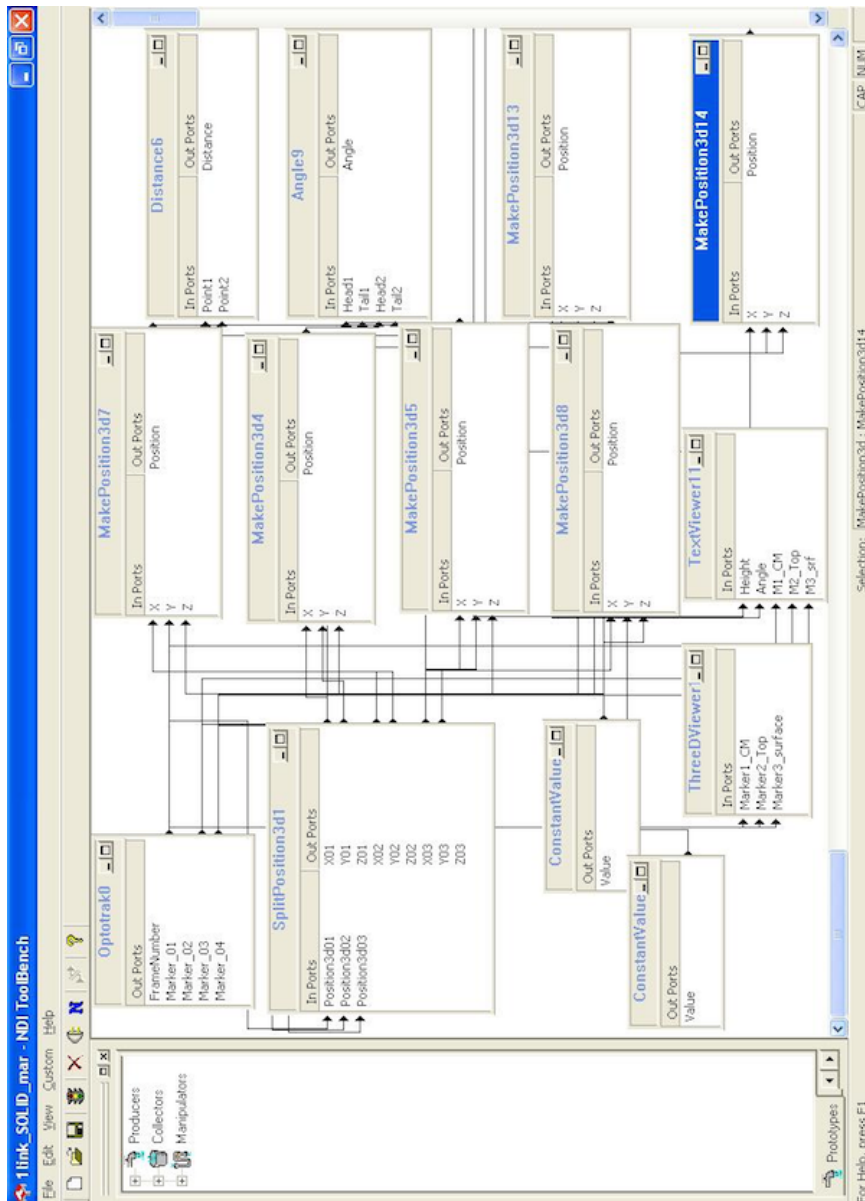 1link_SOLID_mar - NDI ToolBench
File Edit View Custom Help
Producers
Collectors
Manipulators
Prototypes
Optotrak0
Out Ports
FrameNumber
Marker_01
Marker_02
Marker_03
Marker_04
SplitPosition3d1
In Ports Out Ports
Position3d01 X01
Position3d02 Y01
Position3d03 Z01
X02
Y02
Z02
X03
Y03
Z03
ConstantValue
Out Ports
Value
ConstantValue
Out Ports
Value
ThreeDViewer1
In Ports
Marker1_CM
Marker2_Top
Marker3_surface
MakePosition3d7
In Ports Out Ports
X Position
Y
Z
MakePosition3d4
In Ports Out Ports
X Position
Y
Z
MakePosition3d5
In Ports Out Ports
X Position
Y
Z
MakePosition3d8
In Ports Out Ports
X Position
Y
Z
TextViewer11
In Ports
Height
Angle
M1_CM
M2_Top
M3_srf
Distance6
In Ports Out Ports
Point1 Distance
Point2
Angle9
In Ports Out Ports
Head1 Angle
Tail1
Head2
Tail2
MakePosition3d13
In Ports Out Ports
X Position
Y
Z
MakePosition3d14
In Ports Out Ports
X Position
Y
Z
For Help, press F1
Selection: MakePosition3d : MakePosition3d14
CAP NUM